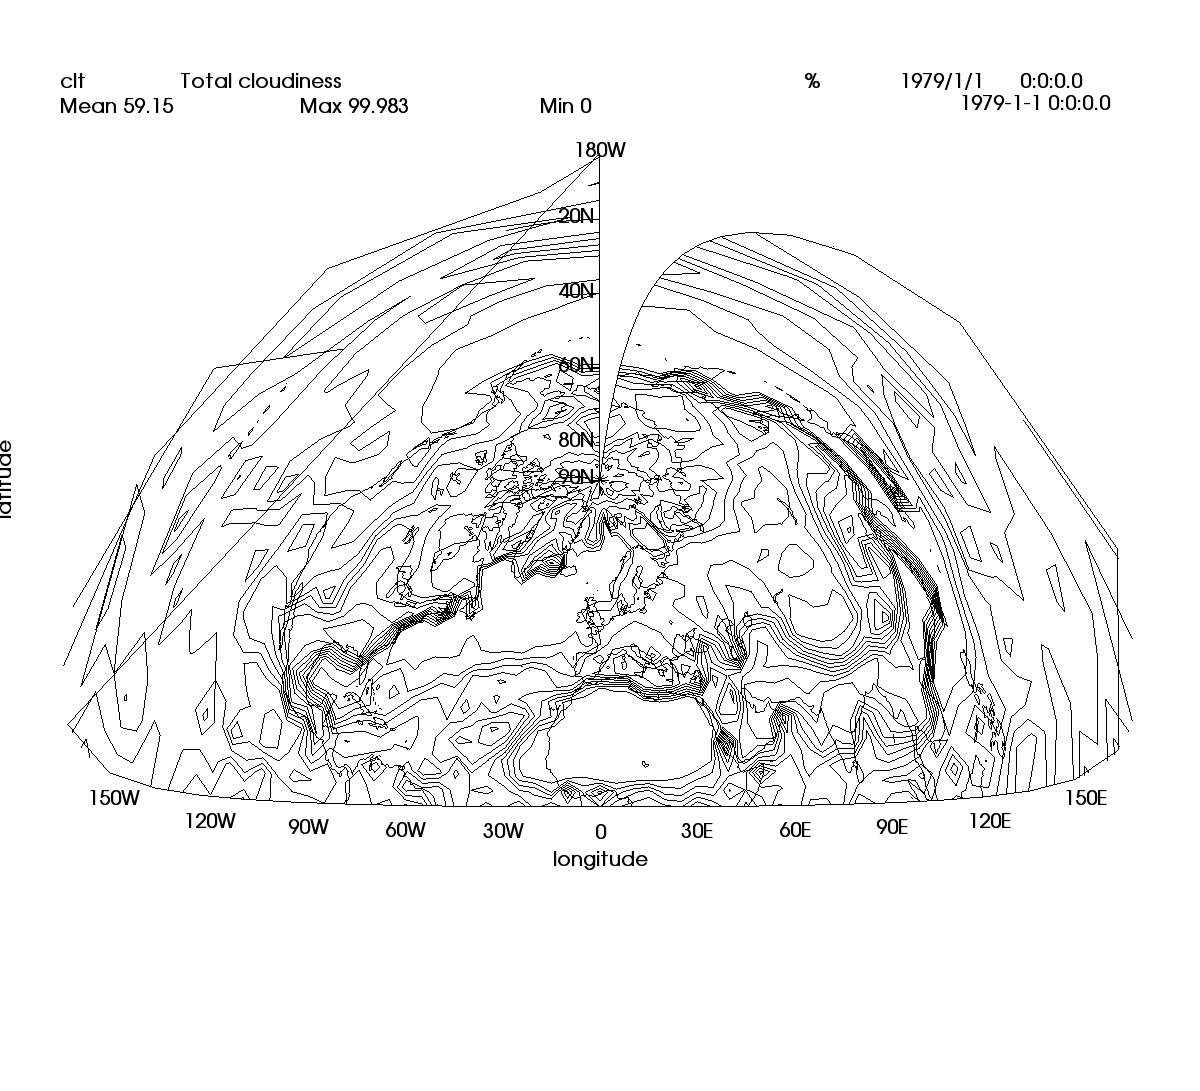 clt Total cloudiness % 1979/1/1 0:0:0.0
Mean 59.15 Max 99.983 Min 0 1979-1-1 0:0:0.0
180W
20N
40N
60N
80N
90N
latitude
150W 120W 90W 60W 30W 0 30E 60E 90E 120E 150E
longitude